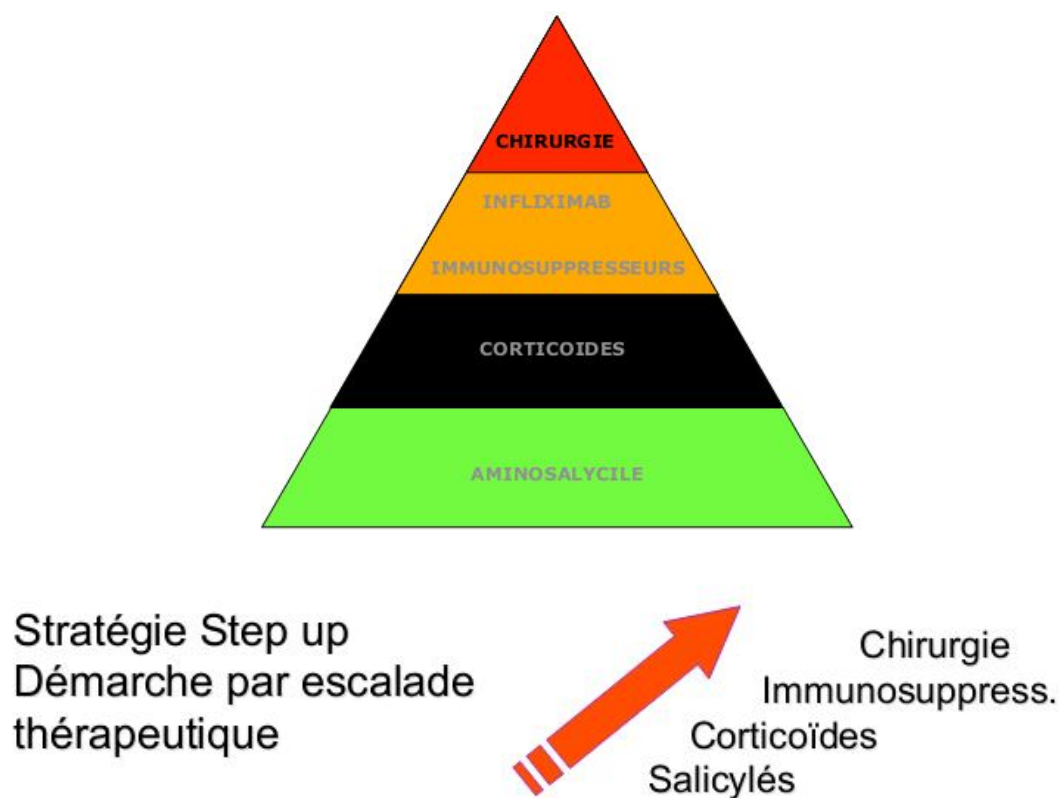 CHIRURGIE
INFLIXIMAB
IMMUNOSUPPRESSEURS
CORTICOIDES
AMINOSALYCILE
Stratégie Step up
Démarche par escalade
thérapeutique
Chirurgie
Immunosuppress.
Corticoïdes
Salicylés